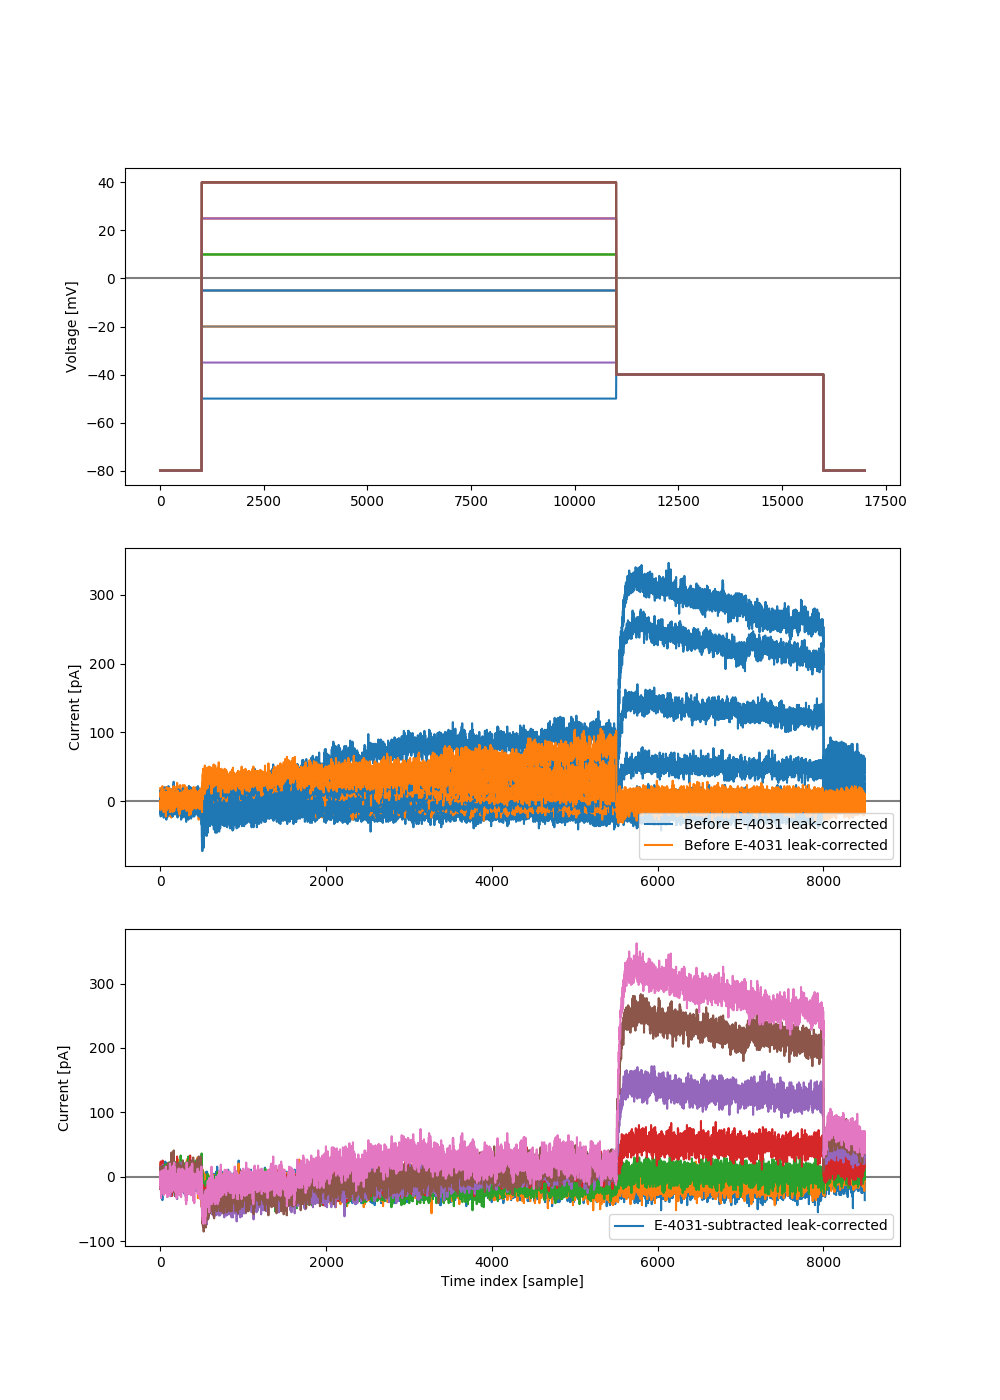 40
20
0
−20
−40
−60
−80
Voltage [mV]
0 2500 5000 7500 10000 12500 15000 17500
300
200
100
0
Current [pA]
Before E-4031 leak-corrected
Before E-4031 leak-corrected
0 2000 4000 6000 8000
300
200
100
0
−100
Current [pA]
E-4031-subtracted leak-corrected
0 2000 4000 6000 8000
Time index [sample]